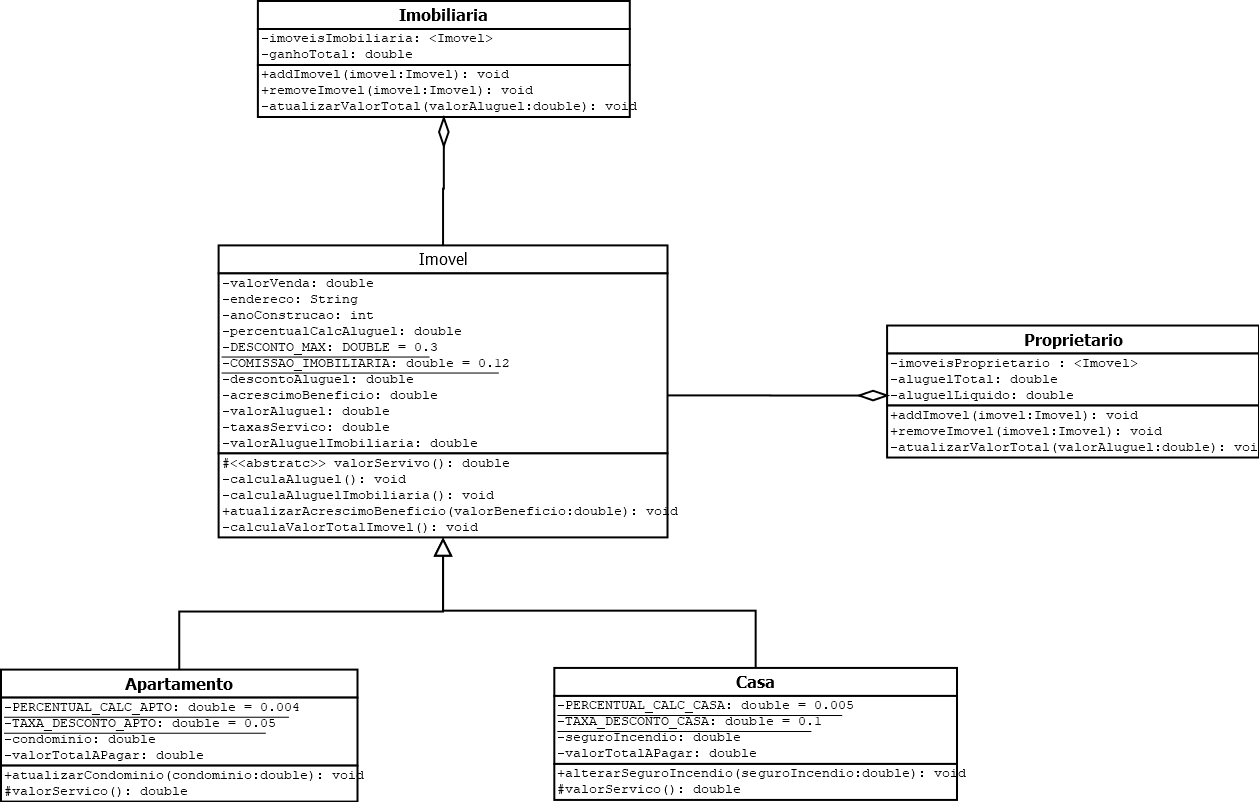 Imobiliaria
-imoveisImobiliaria: <Imovel>
-ganhoTotal: double
+addImovel(imovel:Imovel): void
+removeImovel(imovel:Imovel): void
-atualizarValorTotal(valorAluguel:double): void
Imovel
-valorVenda: double
-endereco: String
-anoConstrucao: int
-percentualCalcAluguel: double
-DESCONTO_MAX: DOUBLE = 0.3
-COMISSAO_IMOBILIARIA: double = 0.12
-descontoAluguel: double
-acrescimoBeneficio: double
-valorAluguel: double
-taxasServico: double
-valorAluguelImobiliaria: double
#<<abstratc>> valorServivo(): double
-calculaAluguel(): void
-calculaAluguelImobiliaria(): void
+atualizarAcrescimoBeneficio(valorBeneficio:double): void
-calculaValorTotalImovel(): void
Proprietario
-imoveisProprietario : <Imovel>
-aluguelTotal: double
-aluguelLiquido: double
+addImovel(imovel:Imovel): void
+removeImovel(imovel:Imovel): void
-atualizarValorTotal(valorAluguel:double): voi
Apartamento
-PERCENTUAL_CALC_APTO: double = 0.004
-TAXA_DESCONTO_APTO: double = 0.05
-condominio: double
-valorTotalAPagar: double
+atualizarCondominio(condominio:double): void
#valorServico(): double
Casa
-PERCENTUAL_CALC_CASA: double = 0.005
-TAXA_DESCONTO_CASA: double = 0.1
-seguroIncendio: double
-valorTotalAPagar: double
+alterarSeguroIncendio(seguroIncendio:double): void
#valorServico(): double